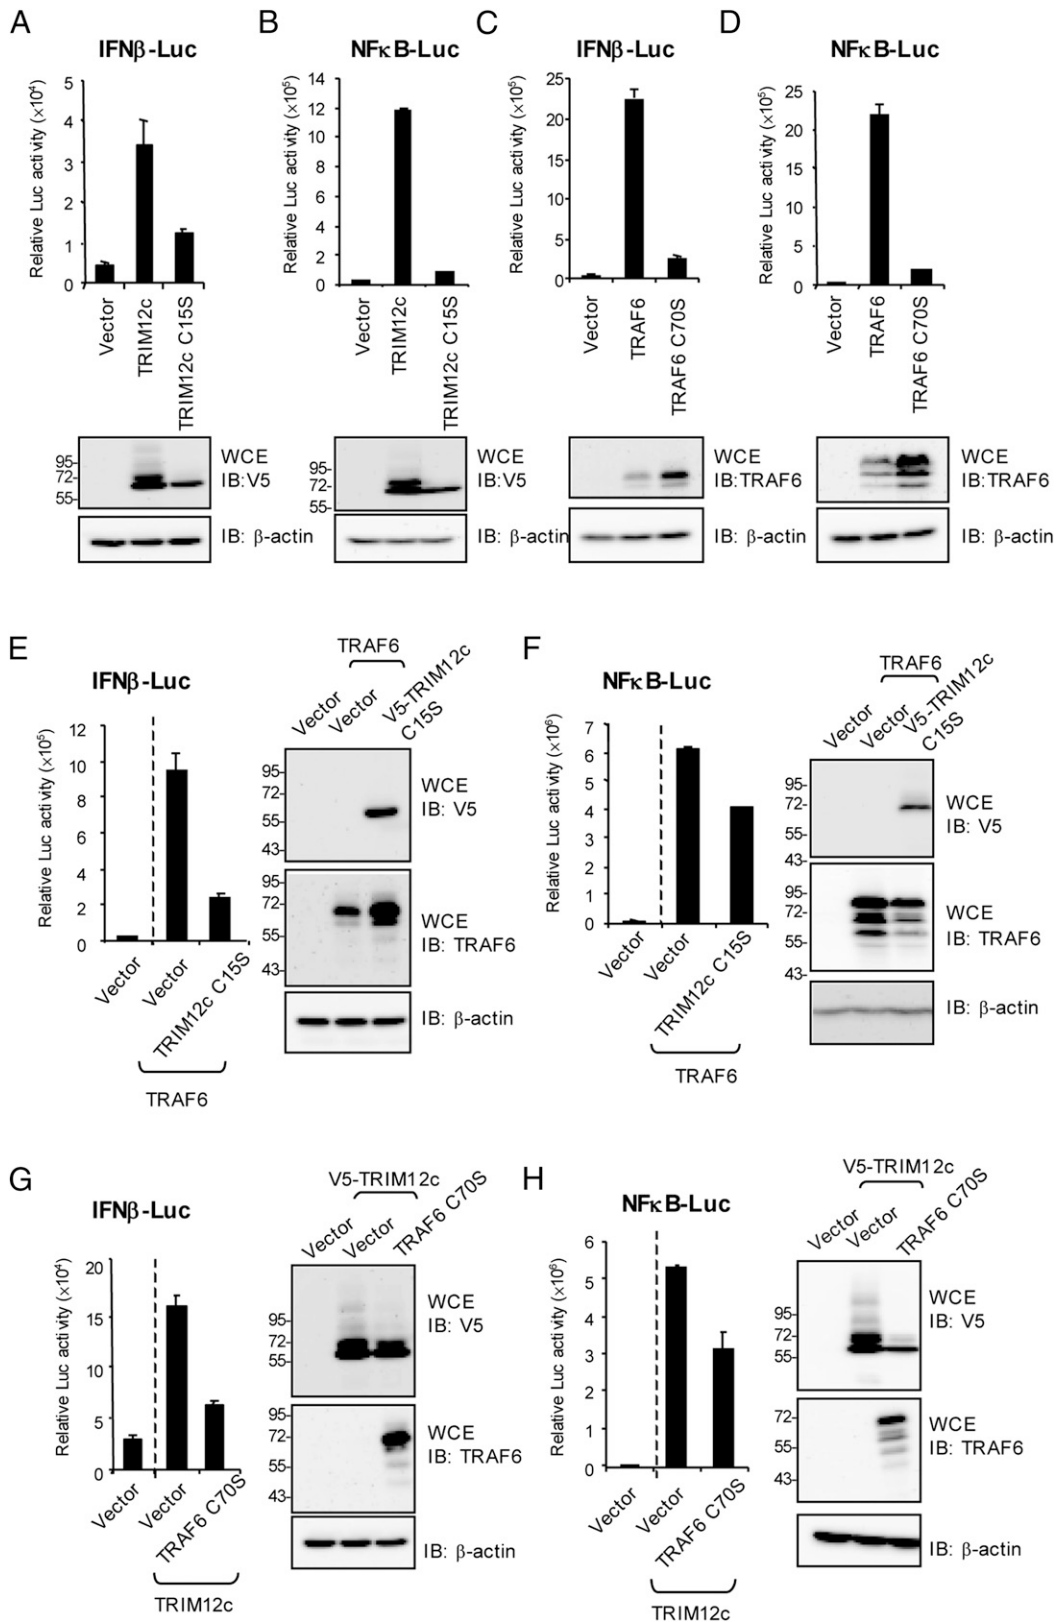 A
IFNβ-Luc
Relative Luc activity (×10⁴)
5
4
3
2
1
0
Vector
TRIM12c
TRIM12c C15S
95-
72-
55-
WCE
IB:V5
IB: β-actin
B
NFκB-Luc
Relative Luc activity (×10⁵)
14
12
10
8
6
4
2
0
Vector
TRIM12c
TRIM12c C15S
95-
72-
55-
WCE
IB:V5
IB: β-actin
C
IFNβ-Luc
Relative Luc activity (×10⁵)
25
20
15
10
5
0
Vector
TRAF6
TRAF6 C70S
WCE
IB:TRAF6
IB: β-actin
D
NFκB-Luc
Relative Luc activity (×10⁵)
25
20
15
10
5
0
Vector
TRAF6
TRAF6 C70S
WCE
IB:TRAF6
IB: β-actin
E
IFNβ-Luc
Relative Luc activity (×10⁵)
12
10
8
6
4
2
0
Vector
Vector
TRIM12c C15S
TRAF6
TRAF6
Vector
Vector
V5-TRIM12c
C15S
95-
72-
55-
43-
WCE
IB: V5
95-
72-
55-
43-
WCE
IB: TRAF6
IB: β-actin
F
NFκB-Luc
Relative Luc activity (×10⁶)
7
6
5
4
3
2
1
0
Vector
Vector
TRIM12c C15S
TRAF6
TRAF6
Vector
Vector
V5-TRIM12c
C15S
95-
72-
55-
43-
WCE
IB: V5
95-
72-
55-
43-
WCE
IB: TRAF6
IB: β-actin
G
IFNβ-Luc
Relative Luc activity (×10⁴)
20
15
10
5
0
Vector
Vector
TRAF6 C70S
TRIM12c
V5-TRIM12c
Vector
Vector
TRAF6 C70S
95-
72-
55-
WCE
IB: V5
95-
72-
55-
43-
WCE
IB: TRAF6
IB: β-actin
H
NFκB-Luc
Relative Luc activity (×10⁶)
6
5
4
3
2
1
0
Vector
Vector
TRAF6 C70S
TRIM12c
V5-TRIM12c
Vector
Vector
TRAF6 C70S
95-
72-
55-
WCE
IB: V5
72-
55-
43-
WCE
IB: TRAF6
IB: β-actin